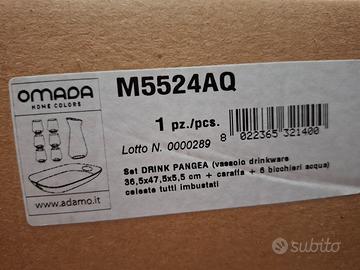 OMADA
HOME COLORS
www.adamo.it
M5524AQ
1 pz./pcs.
Lotto N. 0000289
8 022365 321400
Set DRINK PANGEA (vassoio drinkware
36,5x47,5x5,5 cm + caraffa + 6 bicchieri acqua)
celeste tutti imbustati
subito